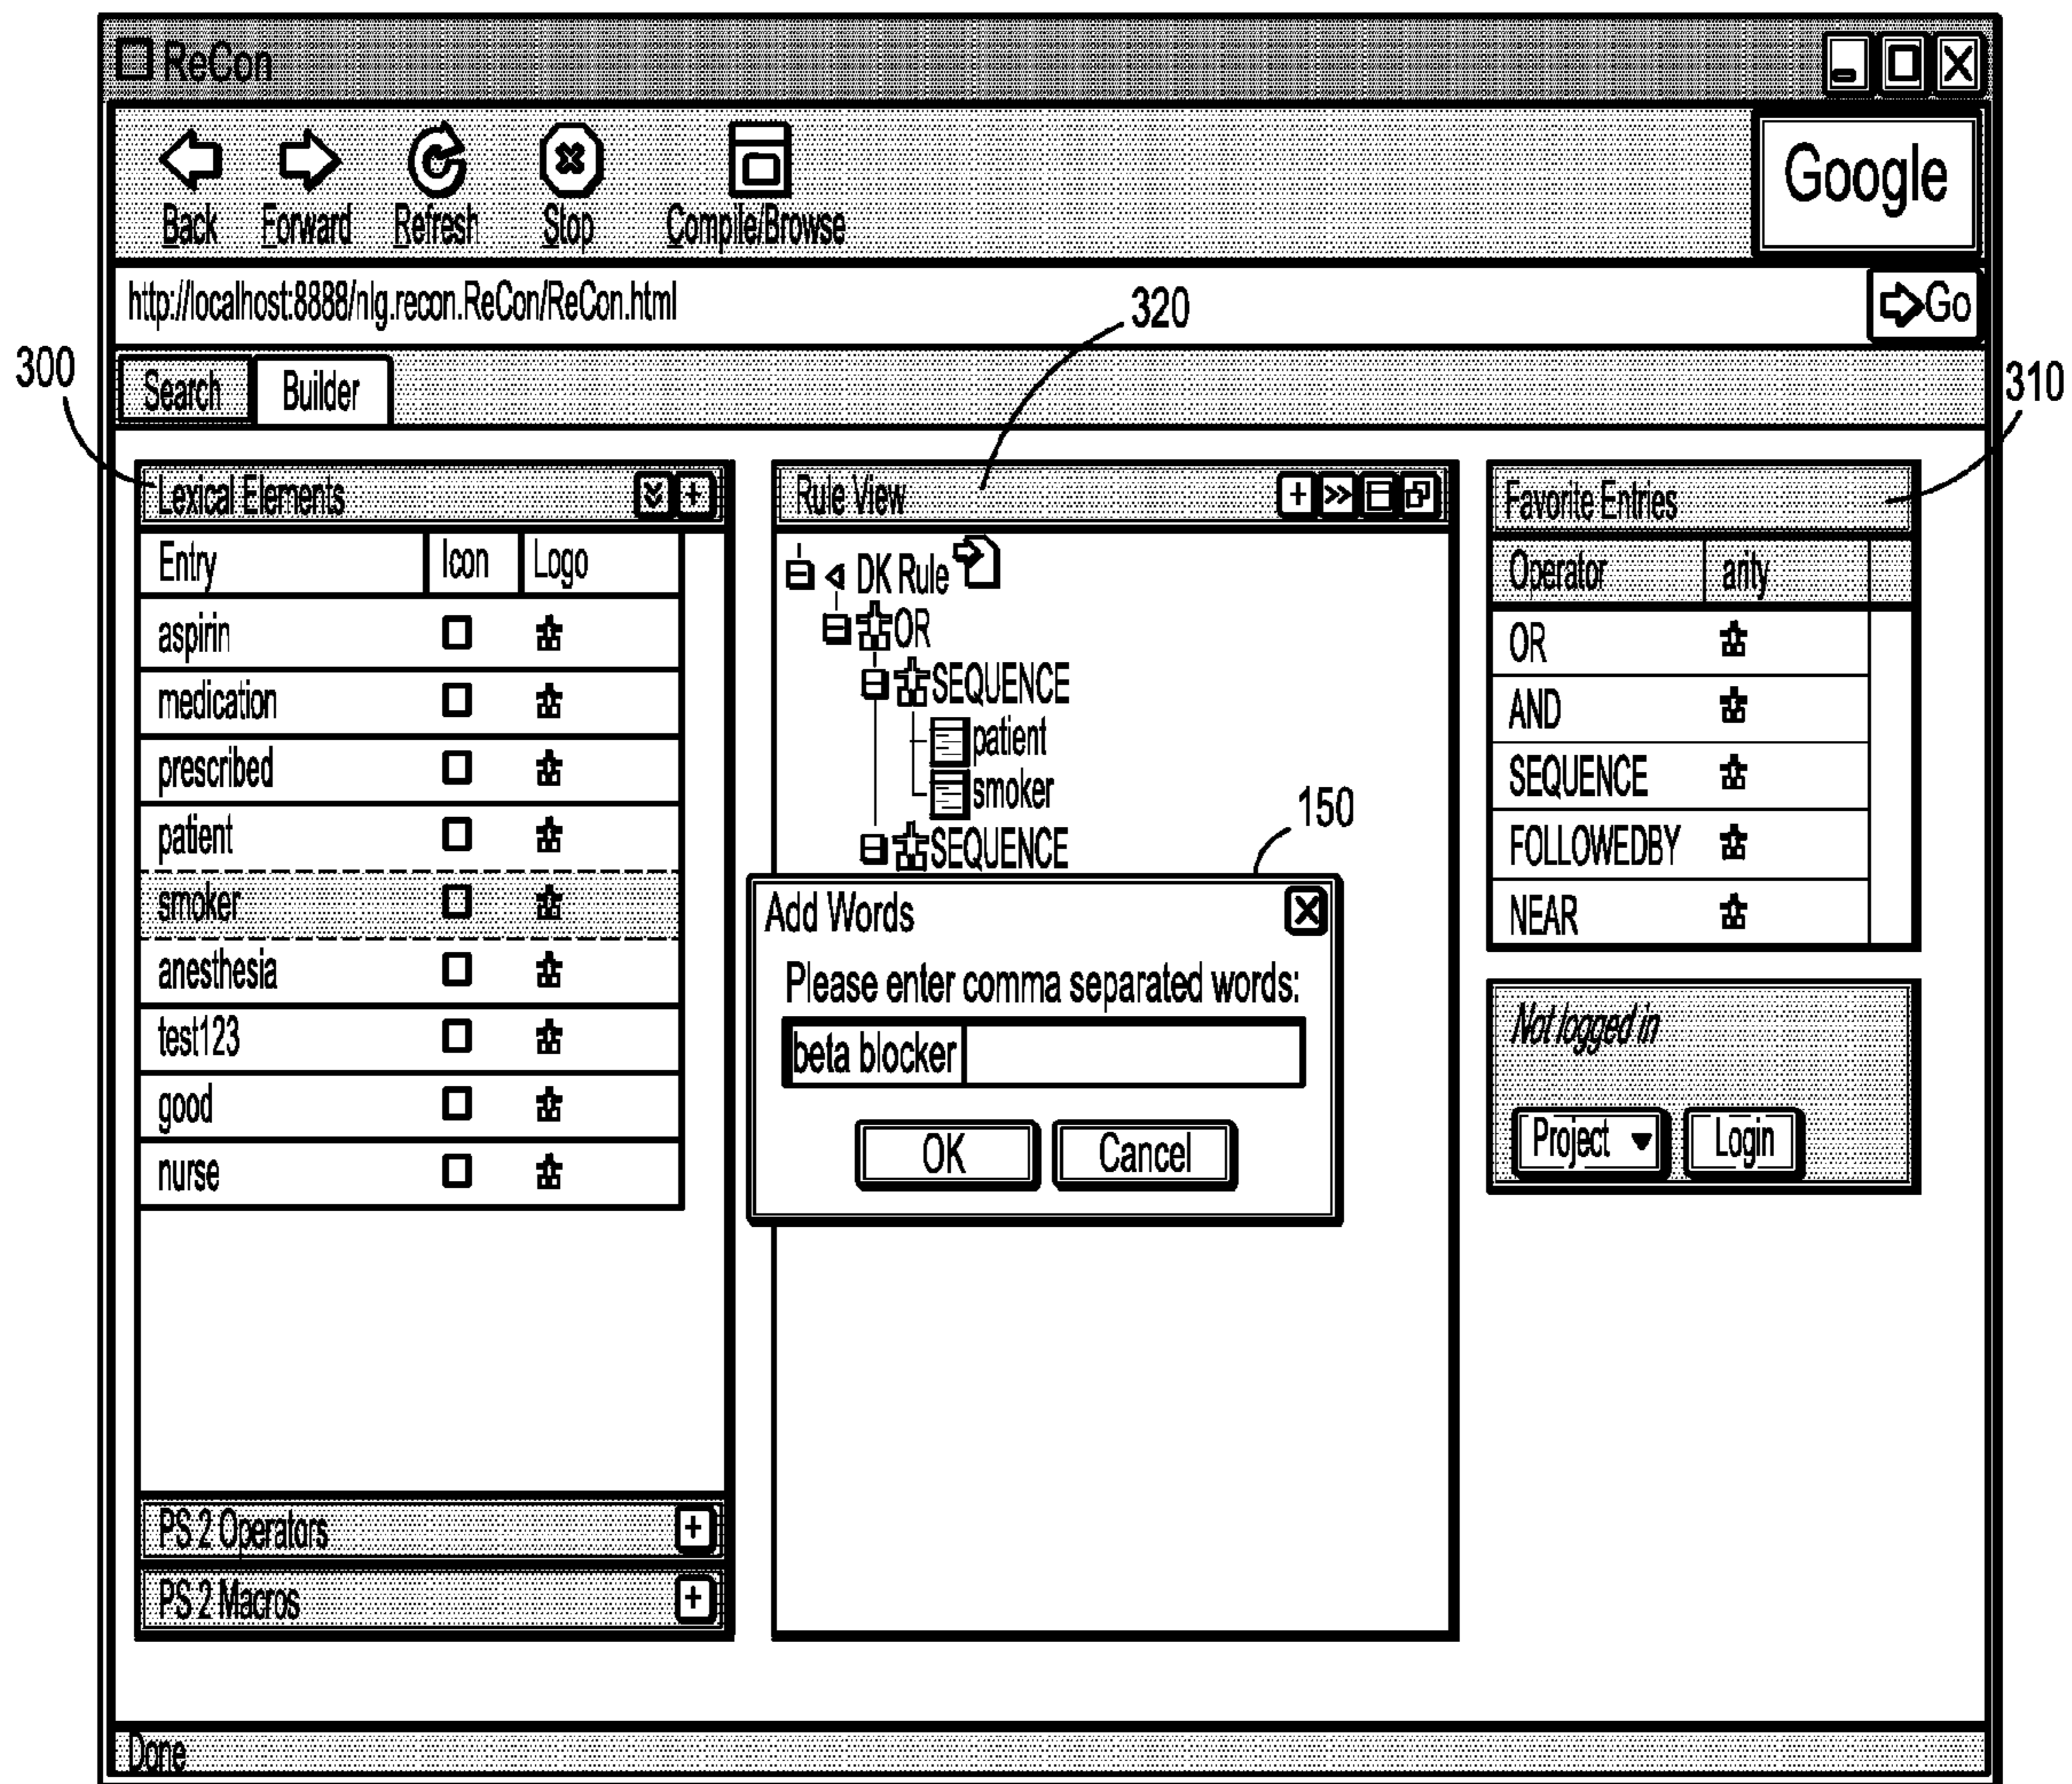 ReCon
Back Forward Refresh Stop Compile/Browse
Google
http://localhost:8888/nlg.recon.ReCon/ReCon.html
Go
320
300
310
Search Builder
Lexical Elements
Entry Icon Logo
aspirin
medication
prescribed
patient
smoker
anesthesia
test123
good
nurse
PS 2 Operators
PS 2 Macros
Rule View
DK Rule
OR
SEQUENCE
patient
smoker
SEQUENCE
150
Add Words
Please enter comma separated words:
beta blocker
OK Cancel
Favorite Entries
Operator arity
OR
AND
SEQUENCE
FOLLOWEDBY
NEAR
Not logged in
Project Login
Done